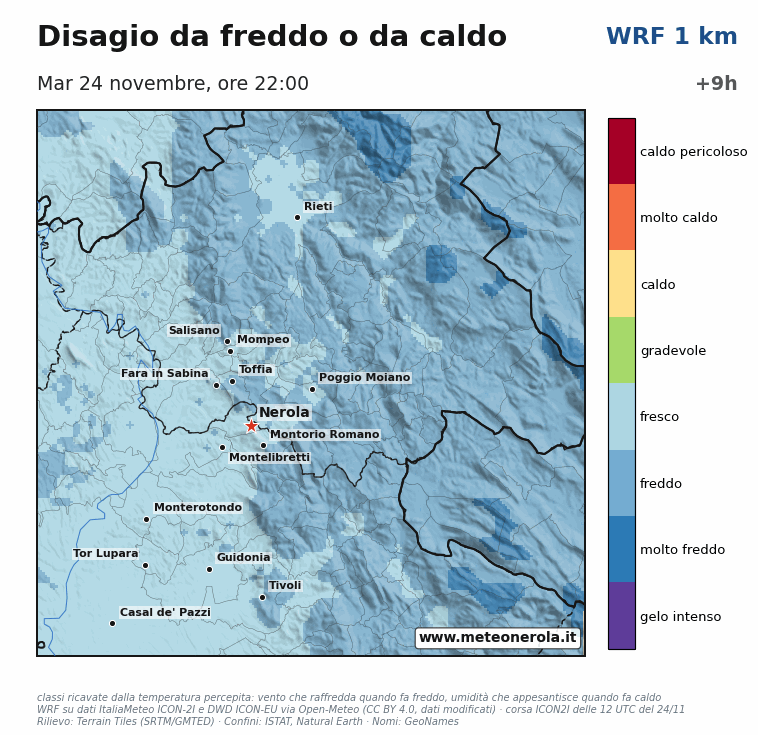 Disagio da freddo o da caldo
WRF 1 km
Mar 24 novembre, ore 22:00
+9h
caldo pericoloso
molto caldo
caldo
gradevole
fresco
freddo
molto freddo
gelo intenso
Rieti
Salisano
Mompeo
Fara in Sabina
Toffia
Poggio Moiano
Nerola
Montorio Romano
Montelibretti
Monterotondo
Tor Lupara
Guidonia
Tivoli
Casal de' Pazzi
www.meteonerola.it
classi ricavate dalla temperatura percepita: vento che raffredda quando fa freddo, umidità che appesantisce quando fa caldo
WRF su dati ItaliaMeteo ICON-2I e DWD ICON-EU via Open-Meteo (CC BY 4.0, dati modificati) · corsa ICON2I delle 12 UTC del 24/11
Rilievo: Terrain Tiles (SRTM/GMTED) · Confini: ISTAT, Natural Earth · Nomi: GeoNames